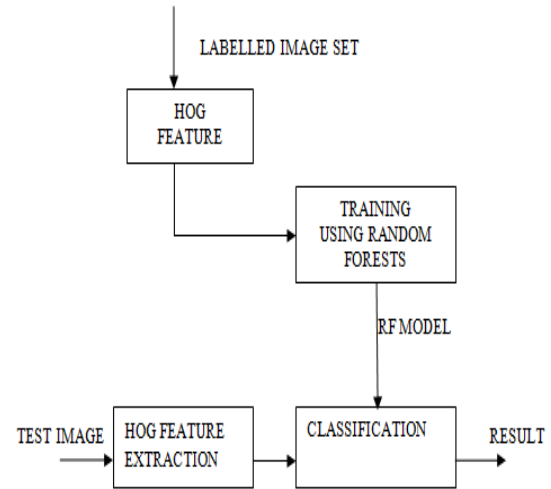 LABELLED IMAGE SET
HOG
FEATURE
TRAINING
USING RANDOM
FORESTS
RF MODEL
TEST IMAGE
HOG FEATURE
EXTRACTION
CLASSIFICATION
RESULT